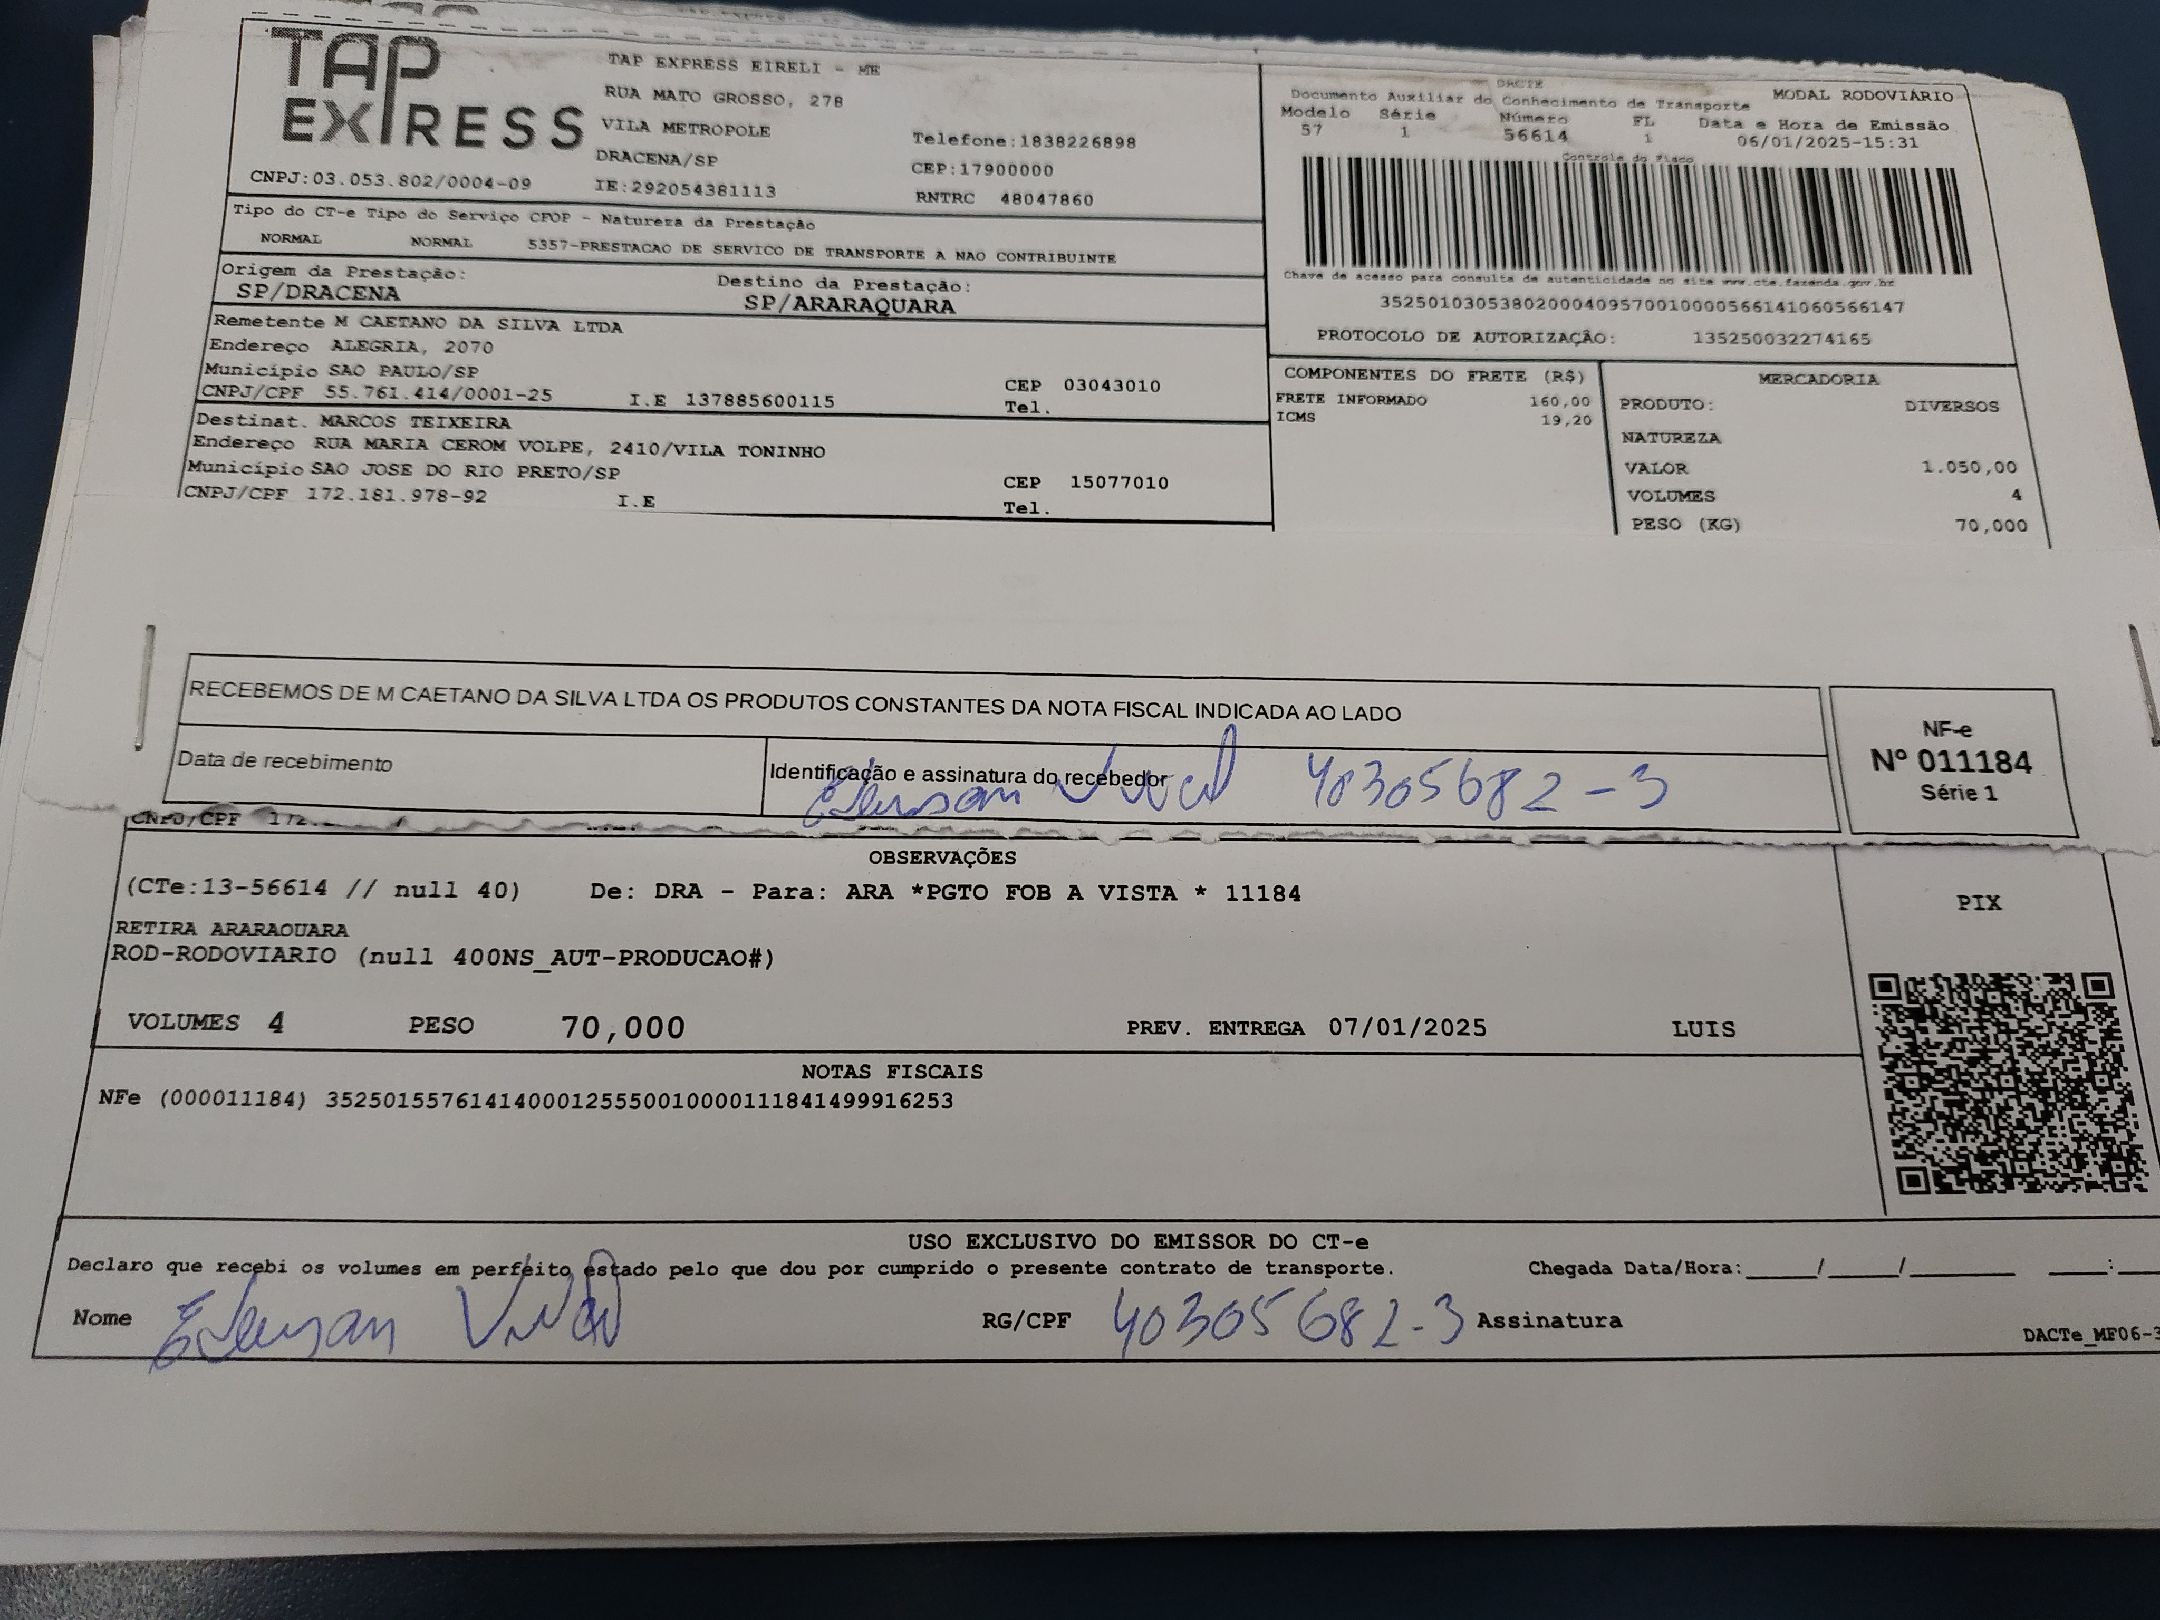 TAP EXPRESS
TAP EXPRESS EIRELI - ME
RUA MATO GROSSO, 278
VILA METROPOLE
DRACENA/SP
Telefone:1838226898
CEP:17900000
CNPJ:03.053.802/0004-09
IE:292054381113
RNTRC 48047860
DACTE
MODAL RODOVIÁRIO
Documento Auxiliar do Conhecimento de Transporte
Modelo Série Número FL Data e Hora de Emissão
57 1 56614 1 06/01/2025-15:31
Controle do Fisco
Chave de acesso para consulta de autenticidade no site www.cte.fazenda.gov.br
35250103053802000409570010000566141060566147
PROTOCOLO DE AUTORIZAÇÃO: 135250032274165
Tipo do CT-e Tipo do Serviço CFOP - Natureza da Prestação
NORMAL NORMAL 5357-PRESTACAO DE SERVICO DE TRANSPORTE A NAO CONTRIBUINTE
Origem da Prestação: Destino da Prestação:
SP/DRACENA SP/ARARAQUARA
Remetente M CAETANO DA SILVA LTDA
Endereço ALEGRIA, 2070
Município SAO PAULO/SP
CEP 03043010
CNPJ/CPF 55.761.414/0001-25 I.E 137885600115 Tel.
Destinat. MARCOS TEIXEIRA
Endereço RUA MARIA CEROM VOLPE, 2410/VILA TONINHO
Município SAO JOSE DO RIO PRETO/SP
CEP 15077010
CNPJ/CPF 172.181.978-92 I.E Tel.
COMPONENTES DO FRETE (R$)
FRETE INFORMADO 160,00
ICMS 19,20
MERCADORIA
PRODUTO: DIVERSOS
NATUREZA
VALOR 1.050,00
VOLUMES 4
PESO (KG) 70,000
RECEBEMOS DE M CAETANO DA SILVA LTDA OS PRODUTOS CONSTANTES DA NOTA FISCAL INDICADA AO LADO
NF-e
Nº 011184
Série 1
Data de recebimento
Identificação e assinatura do recebedor
40305682-3
CNPJ/CPF 172.
OBSERVAÇÕES
(CTe:13-56614 // null 40) De: DRA - Para: ARA *PGTO FOB A VISTA * 11184
RETIRA ARARAQUARA
ROD-RODOVIARIO (null 400NS_AUT-PRODUCAO#)
PIX
VOLUMES 4 PESO 70,000 PREV. ENTREGA 07/01/2025 LUIS
NOTAS FISCAIS
NFe (000011184) 35250155761414000125550010000111841499916253
USO EXCLUSIVO DO EMISSOR DO CT-e
Declaro que recebi os volumes em perfeito estado pelo que dou por cumprido o presente contrato de transporte. Chegada Data/Hora:_____/_____/_______ ___:___
Nome RG/CPF 40305682-3 Assinatura
DACTe_MF06-3